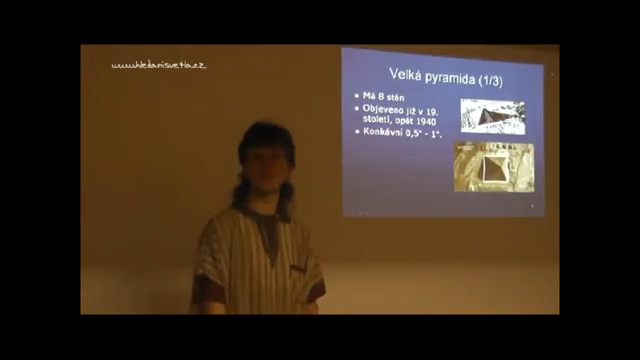 www.hledanisvetla.cz
Velká pyramida (1/3)
Má 8 stěn
Objeveno již v 19.
století, opět 1940
Konkávní 0,5° - 1°.